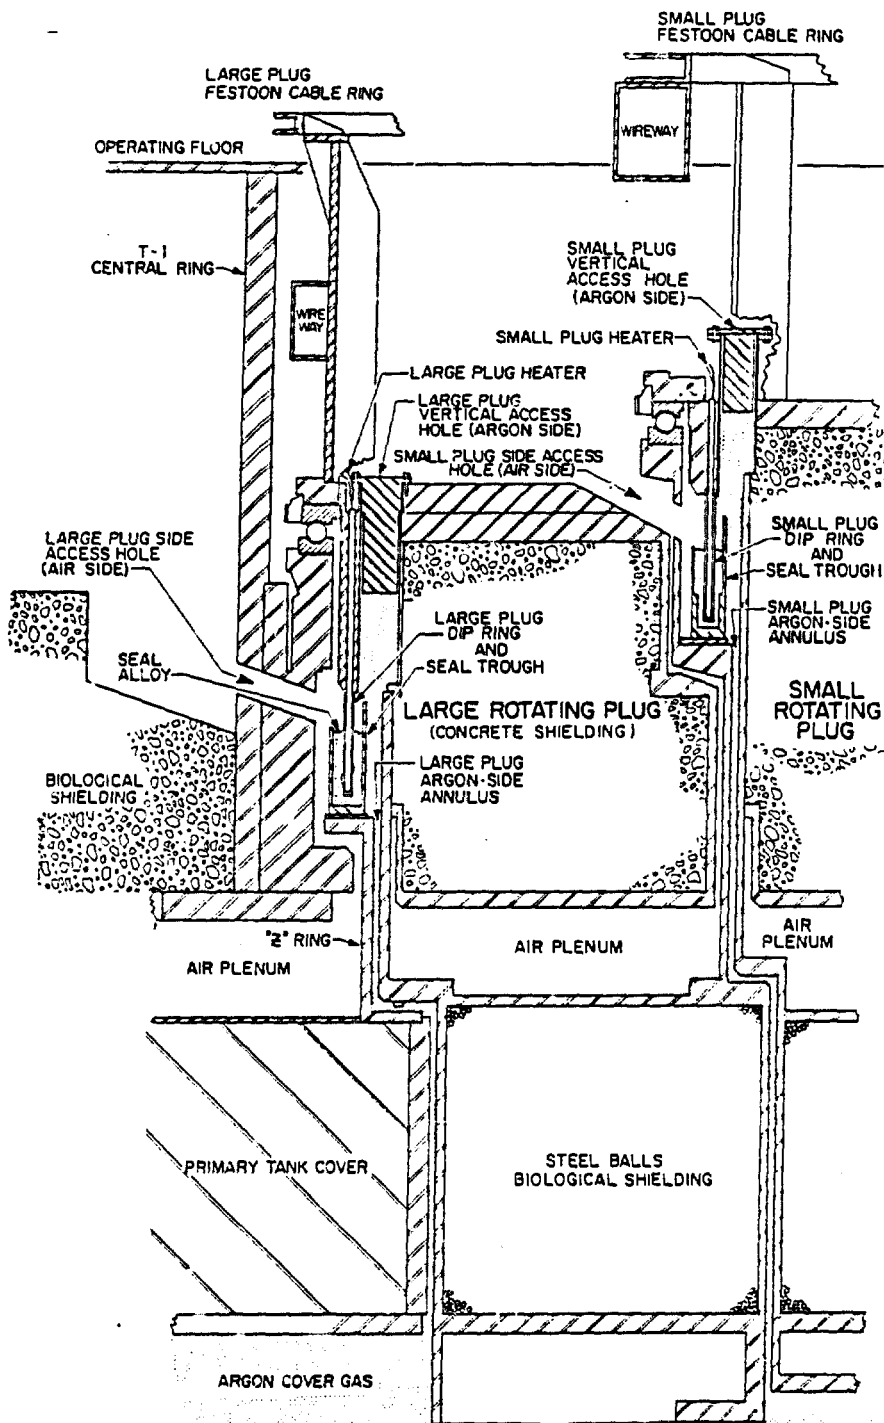 SMALL PLUG
FESTOON CABLE RING
LARGE PLUG
FESTOON CABLE RING
WIREWAY
OPERATING FLOOR
T-1
CENTRAL RING
SMALL PLUG
VERTICAL
ACCESS HOLE
(ARGON SIDE)
WIRE
WAY
SMALL PLUG HEATER
LARGE PLUG HEATER
LARGE PLUG
VERTICAL ACCESS
HOLE (ARGON SIDE)
SMALL PLUG SIDE ACCESS
HOLE (AIR SIDE)
LARGE PLUG SIDE
ACCESS HOLE
(AIR SIDE)
SMALL PLUG
DIP RING
AND
SEAL TROUGH
SMALL PLUG
ARGON-SIDE
ANNULUS
LARGE PLUG
DIP RING
AND
SEAL TROUGH
SEAL
ALLOY
LARGE ROTATING PLUG
(CONCRETE SHIELDING)
SMALL
ROTATING
PLUG
LARGE PLUG
ARGON-SIDE
ANNULUS
BIOLOGICAL
SHIELDING
"Z" RING
AIR PLENUM
AIR PLENUM
AIR
PLENUM
PRIMARY TANK COVER
STEEL BALLS
BIOLOGICAL SHIELDING
ARGON COVER GAS